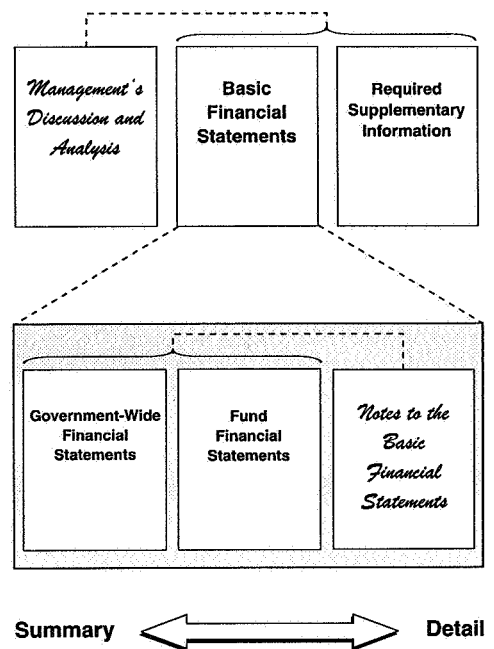 Management's
Discussion and
Analysis
Basic
Financial
Statements
Required
Supplementary
Information
Government-Wide
Financial
Statements
Fund
Financial
Statements
Notes to the
Basic
Financial
Statements
Summary
Detail